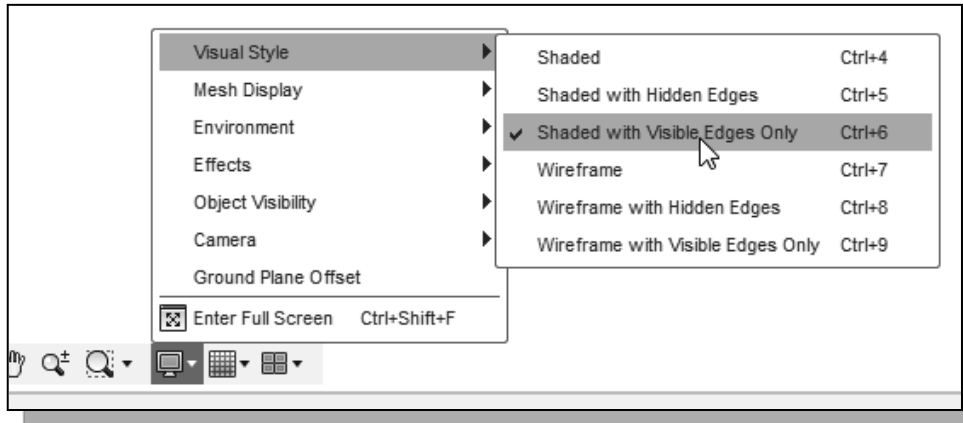 Visual Style
Mesh Display
Environment
Effects
Object Visibility
Camera
Ground Plane Offset
Enter Full Screen Ctrl+Shift+F
Shaded Ctrl+4
Shaded with Hidden Edges Ctrl+5
Shaded with Visible Edges Only Ctrl+6
Wireframe Ctrl+7
Wireframe with Hidden Edges Ctrl+8
Wireframe with Visible Edges Only Ctrl+9